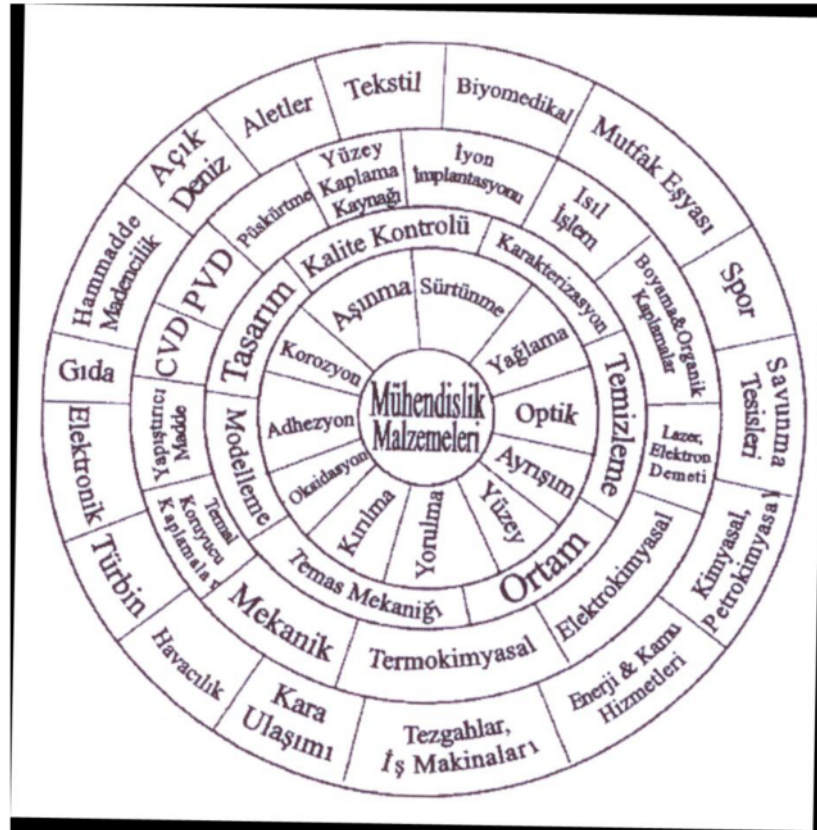 Mühendislik
Malzemeleri
Aşınma
Sürtünme
Yağlama
Optik
Ayrışım
Yüzey
Yorulma
Kırılma
Oksidasyon
Adhezyon
Korozyon
Kalite Kontrolü
Karakterizasyon
Temizleme
Ortam
Temas Mekaniği
Modelleme
Tasarım
Yüzey
Kaplama
Kaynağı
İyon
İmplantasyonu
Isıl
İşlem
Boyama&Organik
Kaplamalar
Lazer,
Elektron
Demeti
Elektrokimyasal
Termokimyasal
Mekanik
Termal
Koruyucu
Kaplamalar
Yapıştırıcı
Madde
CVD
PVD
Püskürtme
Tekstil
Biyomedikal
Mutfak Eşyası
Spor
Savunma
Tesisleri
Kimyasal,
Petrokimyasal
Enerji & Kamu
Hizmetleri
Tezgahlar,
İş Makinaları
Kara
Ulaşımı
Havacılık
Türbin
Elektronik
Gıda
Hammadde
Madencilik
Açık
Deniz
Aletler